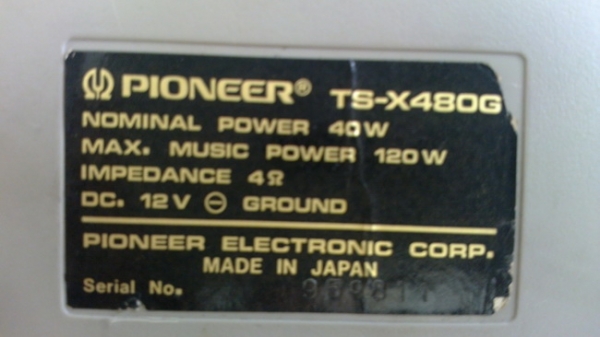 PIONEER® TS-X480G
NOMINAL POWER 40W
MAX. MUSIC POWER 120W
IMPEDANCE 4Ω
DC. 12V ⊖ GROUND
PIONEER ELECTRONIC CORP.
MADE IN JAPAN
Serial No.